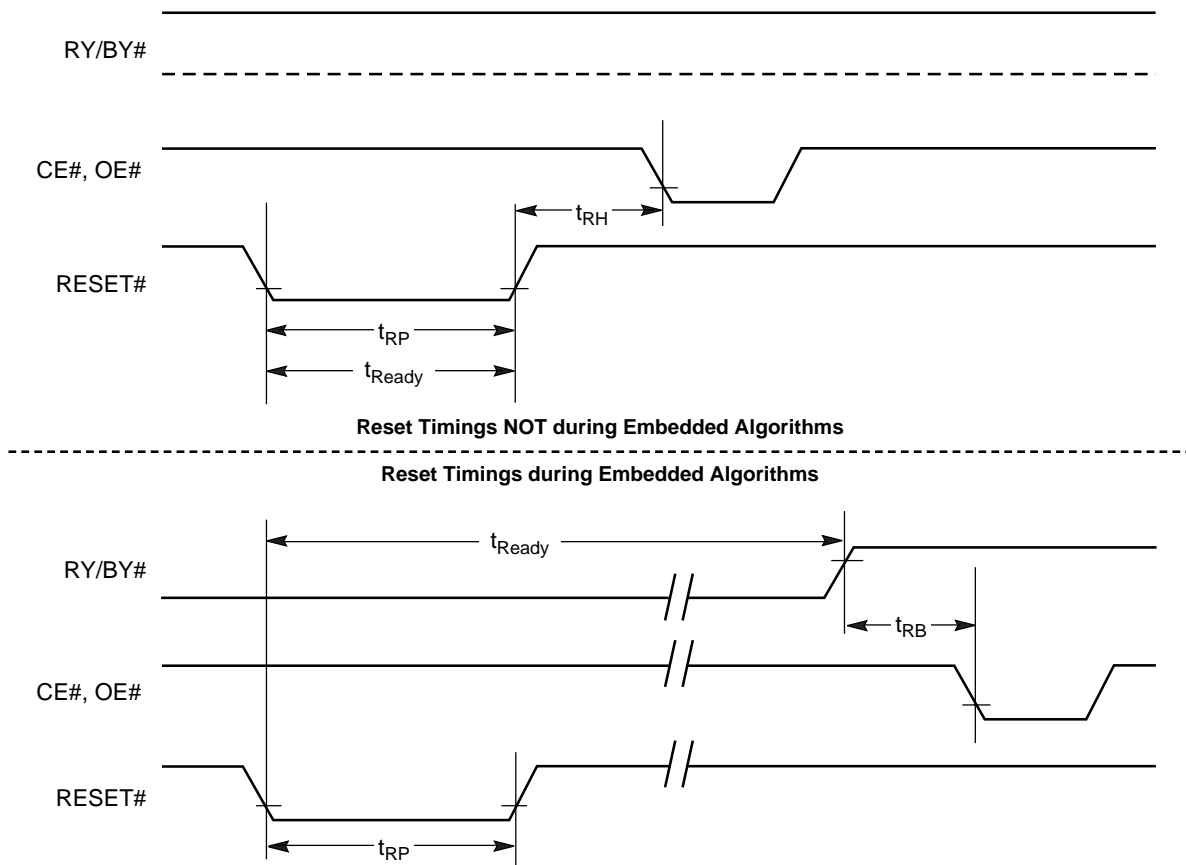 RY/BY#
CE#, OE#
tRH
RESET#
tRP
tReady
Reset Timings NOT during Embedded Algorithms
Reset Timings during Embedded Algorithms
tReady
RY/BY#
tRB
CE#, OE#
RESET#
tRP